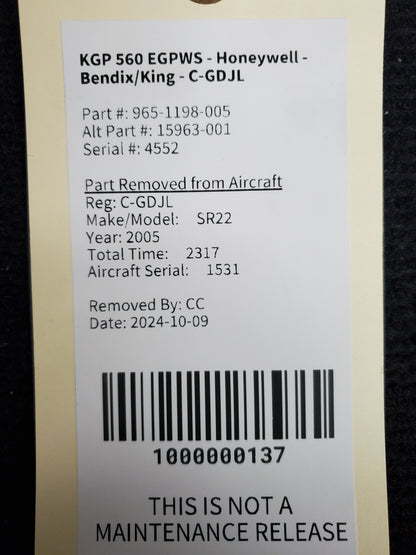 KGP 560 EGPWS - Honeywell -
Bendix/King - C-GDJL
Part #: 965-1198-005
Alt Part #: 15963-001
Serial #: 4552
Part Removed from Aircraft
Reg: C-GDJL
Make/Model: SR22
Year: 2005
Total Time: 2317
Aircraft Serial: 1531
Removed By: CC
Date: 2024-10-09
1000000137
THIS IS NOT A
MAINTENANCE RELEASE